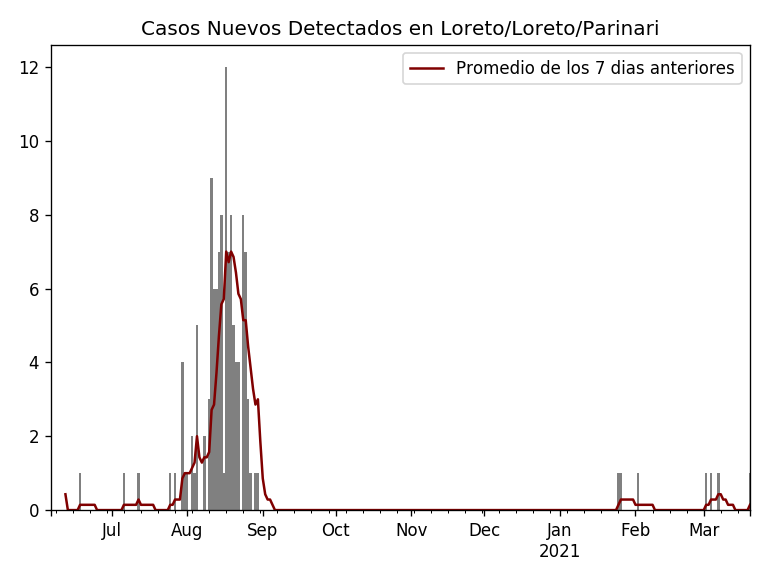 Casos Nuevos Detectados en Loreto/Loreto/Parinari
Promedio de los 7 dias anteriores
12
10
8
6
4
2
0
Jul Aug Sep Oct Nov Dec Jan Feb Mar
2021